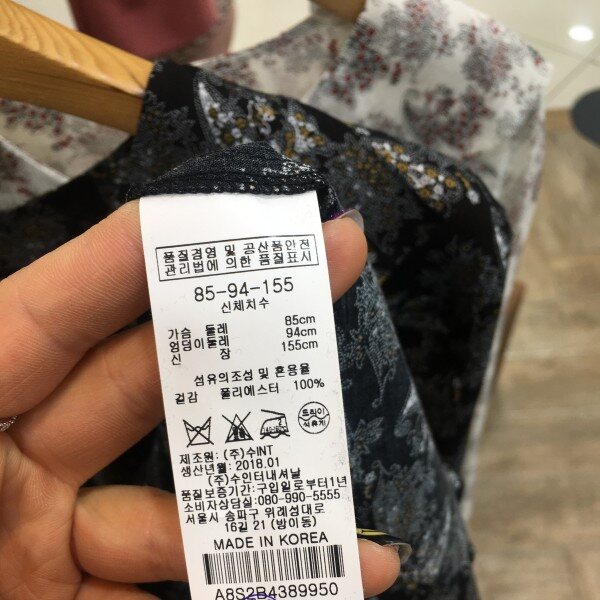 품질경영 및 공산품안전
관리법에 의한 품질표시
85-94-155
신체치수
가슴 둘레 85cm
엉덩이둘레 94cm
신 장 155cm
섬유의조성 및 혼용율
겉감 폴리에스터 100%
드라이
석유계
제조원: (주)수INT
생산년월: 2018.01
(주)수인터내셔날
품질보증기간: 구입일로부터1년
소비자상담실: 080-990-5555
서울시 송파구 위례성대로
16길 21 (방이동)
MADE IN KOREA
A8S2B4389950